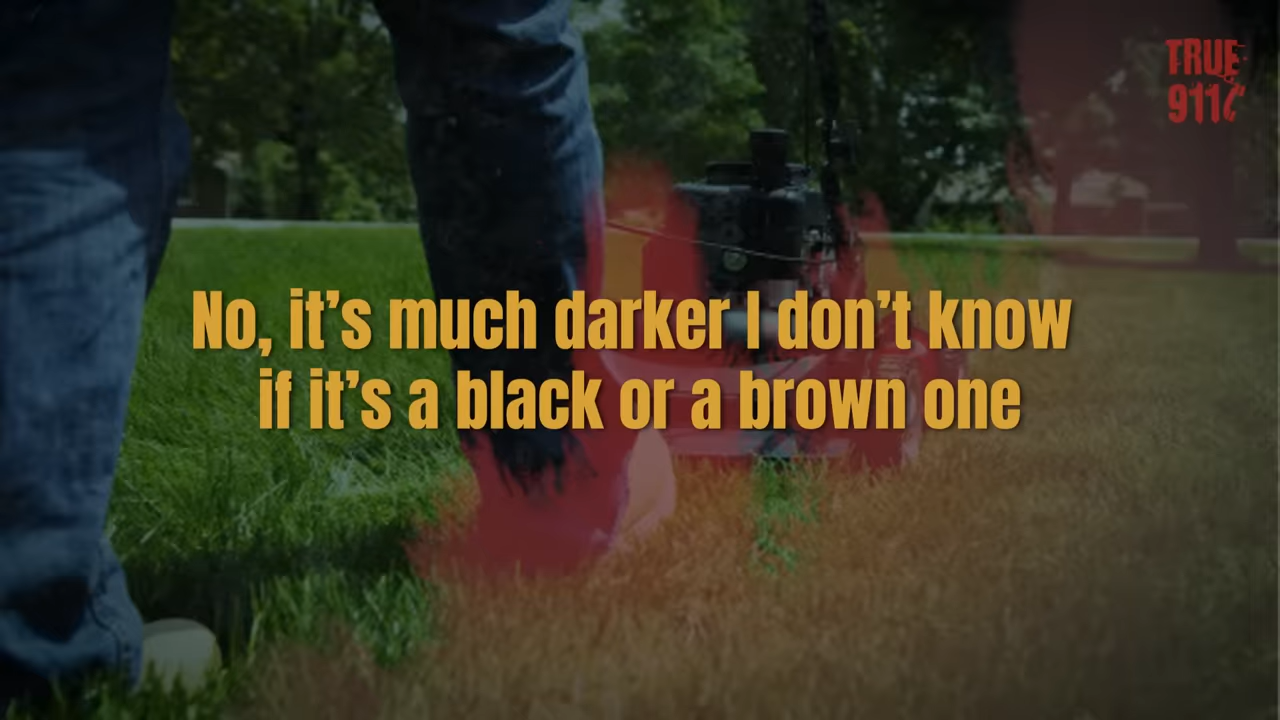 TRUE
911
No, it’s much darker I don’t know
if it’s a black or a brown one